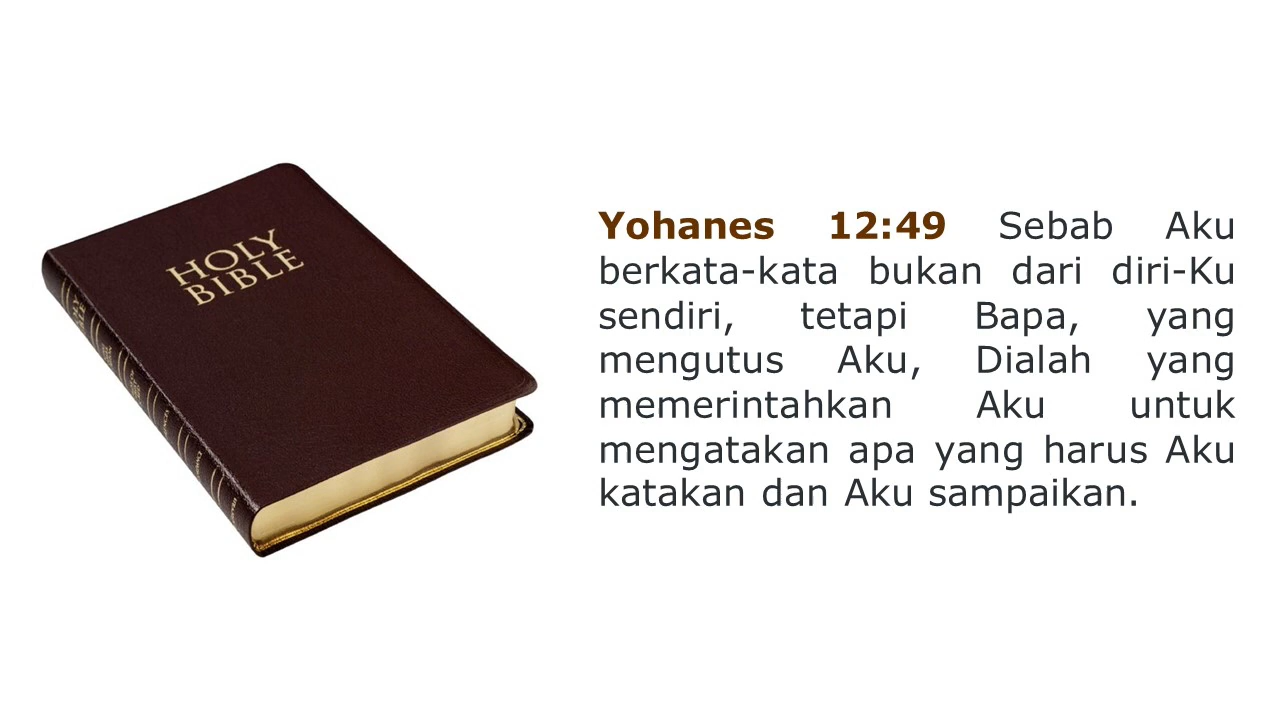 HOLY
BIBLE
Yohanes 12:49 Sebab Aku
berkata-kata bukan dari diri-Ku
sendiri, tetapi Bapa, yang
mengutus Aku, Dialah yang
memerintahkan Aku untuk
mengatakan apa yang harus Aku
katakan dan Aku sampaikan.